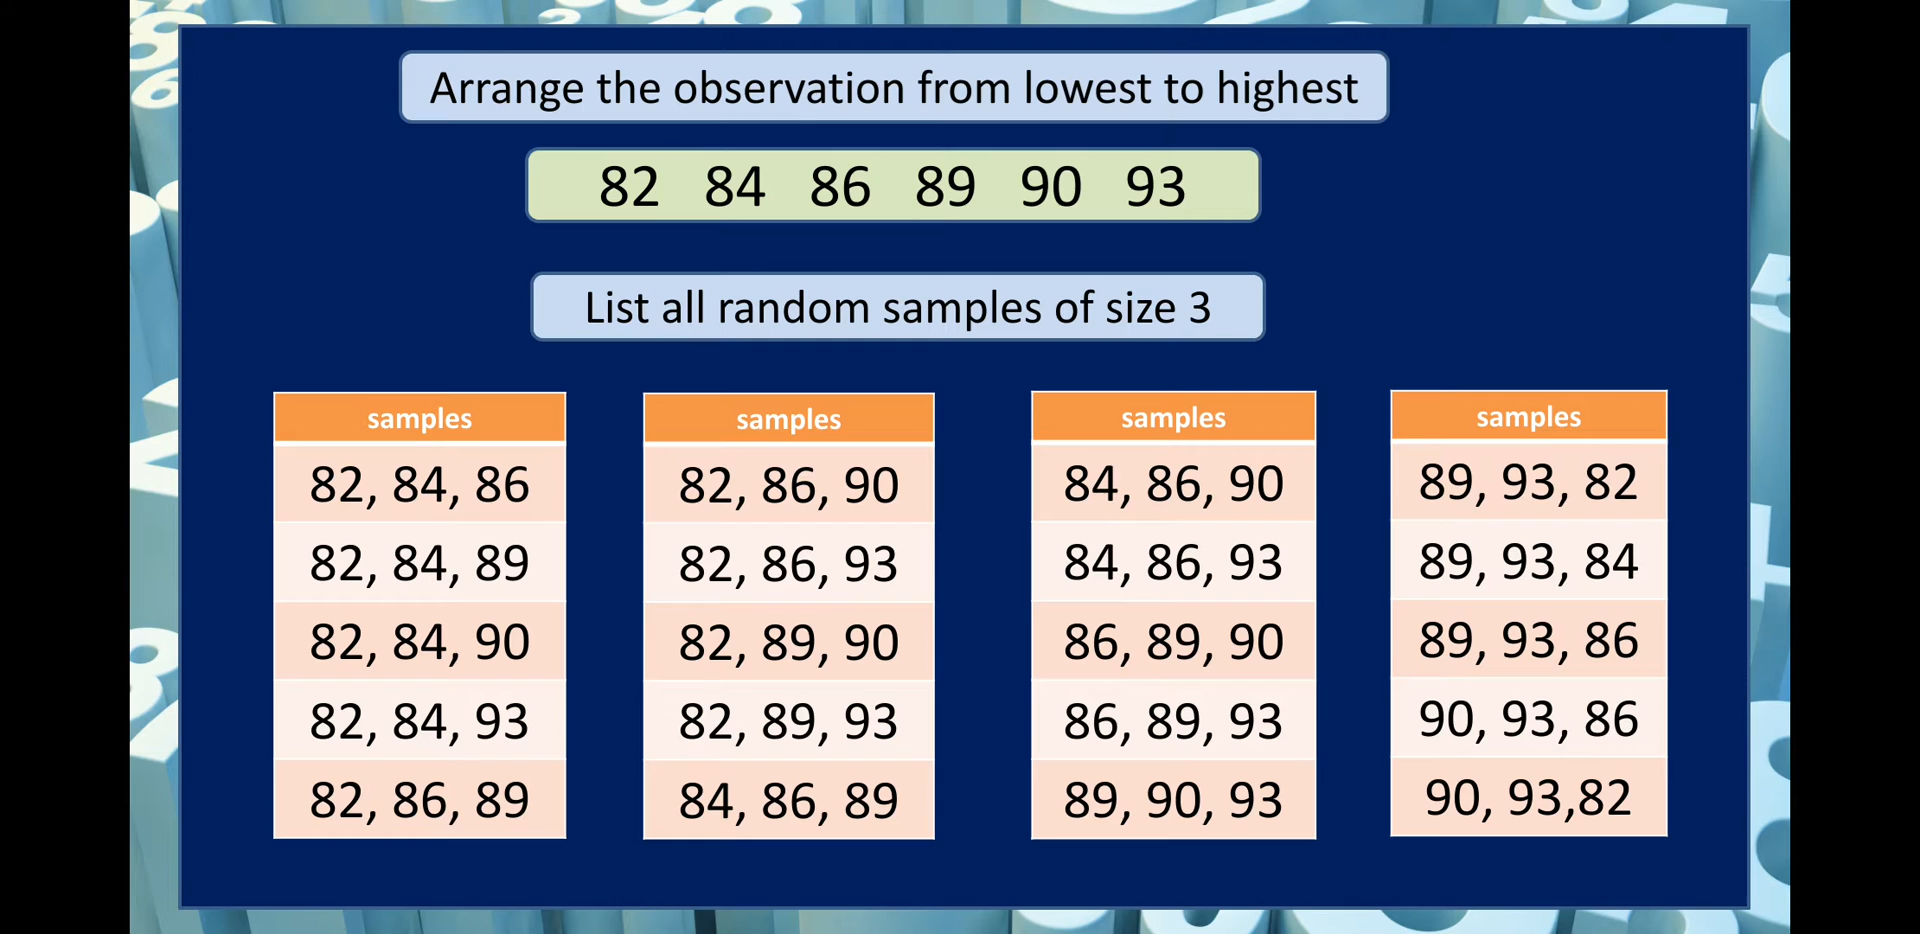 Arrange the observation from lowest to highest
82 84 86 89 90 93
List all random samples of size 3
samples
82, 84, 86
82, 84, 89
82, 84, 90
82, 84, 93
82, 86, 89
samples
82, 86, 90
82, 86, 93
82, 89, 90
82, 89, 93
84, 86, 89
samples
84, 86, 90
84, 86, 93
86, 89, 90
86, 89, 93
89, 90, 93
samples
89, 93, 82
89, 93, 84
89, 93, 86
90, 93, 86
90, 93,82